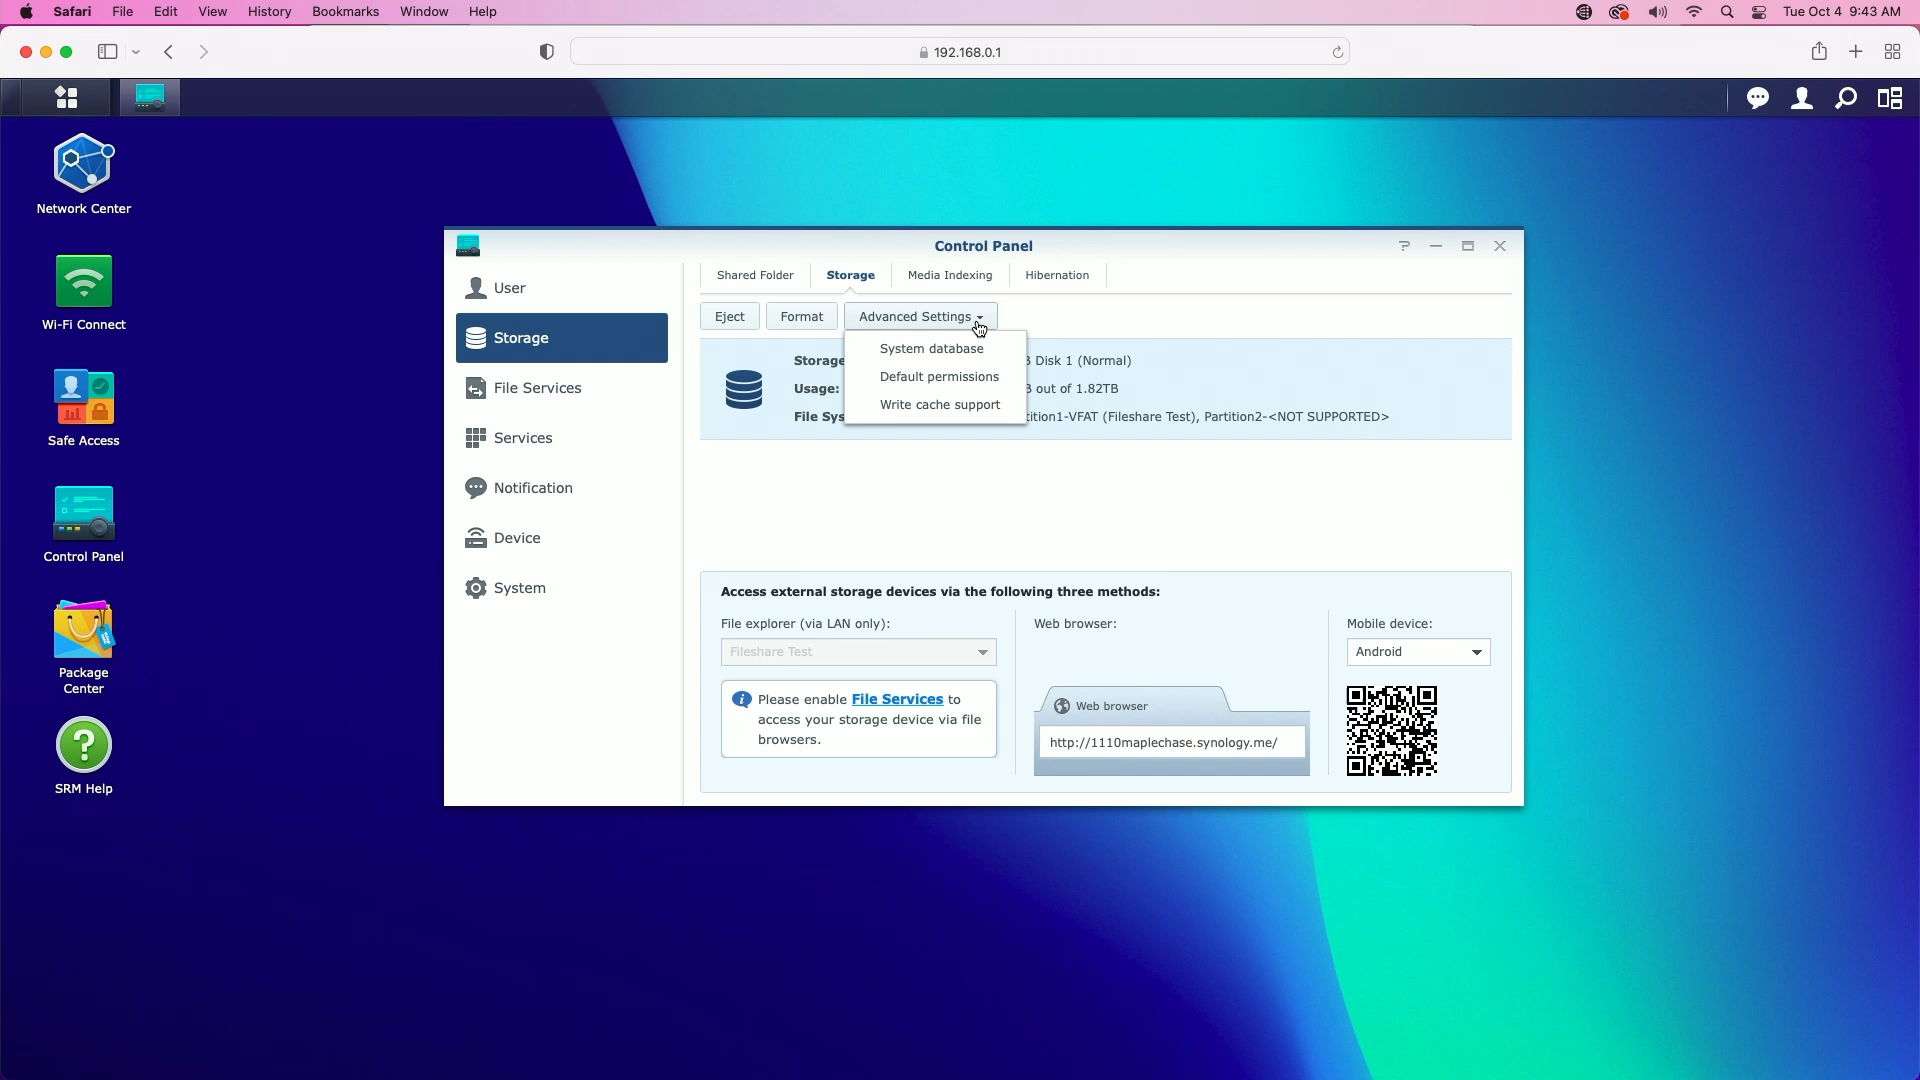 Safari File Edit View History Bookmarks Window Help
Tue Oct 4 9:43 AM
192.168.0.1
Network Center
Wi-Fi Connect
Safe Access
Control Panel
Package
Center
SRM Help
Control Panel
User
Storage
File Services
Services
Notification
Device
System
Shared Folder Storage Media Indexing Hibernation
Eject Format Advanced Settings
System database
Default permissions
Write cache support
Storage Disk 1 (Normal)
Usage: out of 1.82TB
File Sys tition1-VFAT (Fileshare Test), Partition2-<NOT SUPPORTED>
Access external storage devices via the following three methods:
File explorer (via LAN only):
Fileshare Test
Please enable File Services to
access your storage device via file
browsers.
Web browser:
Web browser
http://1110maplechase.synology.me/
Mobile device:
Android